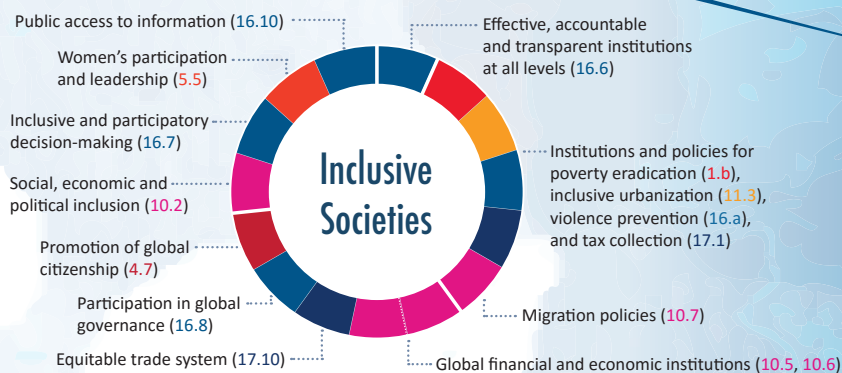 Public access to information (16.10)
Effective, accountable
and transparent institutions
at all levels (16.6)
Women's participation
and leadership (5.5)
Inclusive and participatory
decision-making (16.7)
Inclusive
Societies
Institutions and policies for
poverty eradication (1.b),
inclusive urbanization (11.3),
violence prevention (16.a),
and tax collection (17.1)
Social, economic and
political inclusion (10.2)
Promotion of global
citizenship (4.7)
Participation in global
governance (16.8)
Migration policies (10.7)
Equitable trade system (17.10)
Global financial and economic institutions (10.5, 10.6)